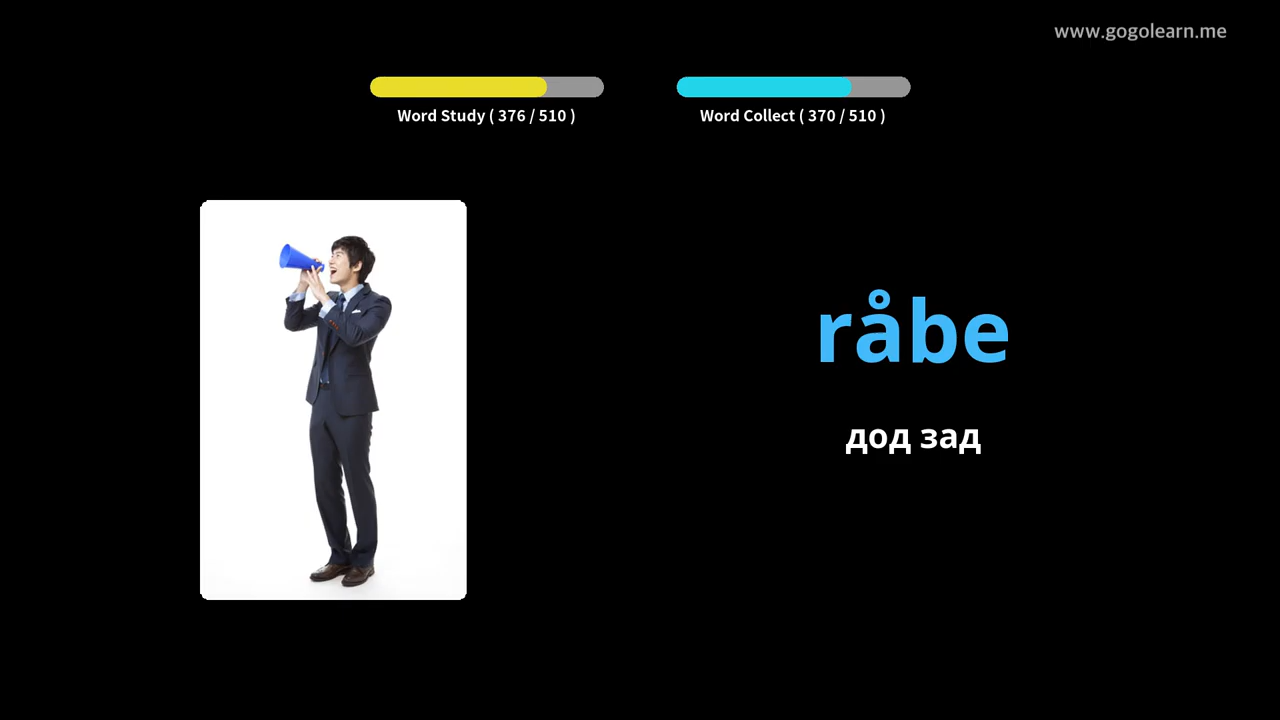 www.gogolearn.me
Word Study ( 376 / 510 )
Word Collect ( 370 / 510 )
råbe
дод зад